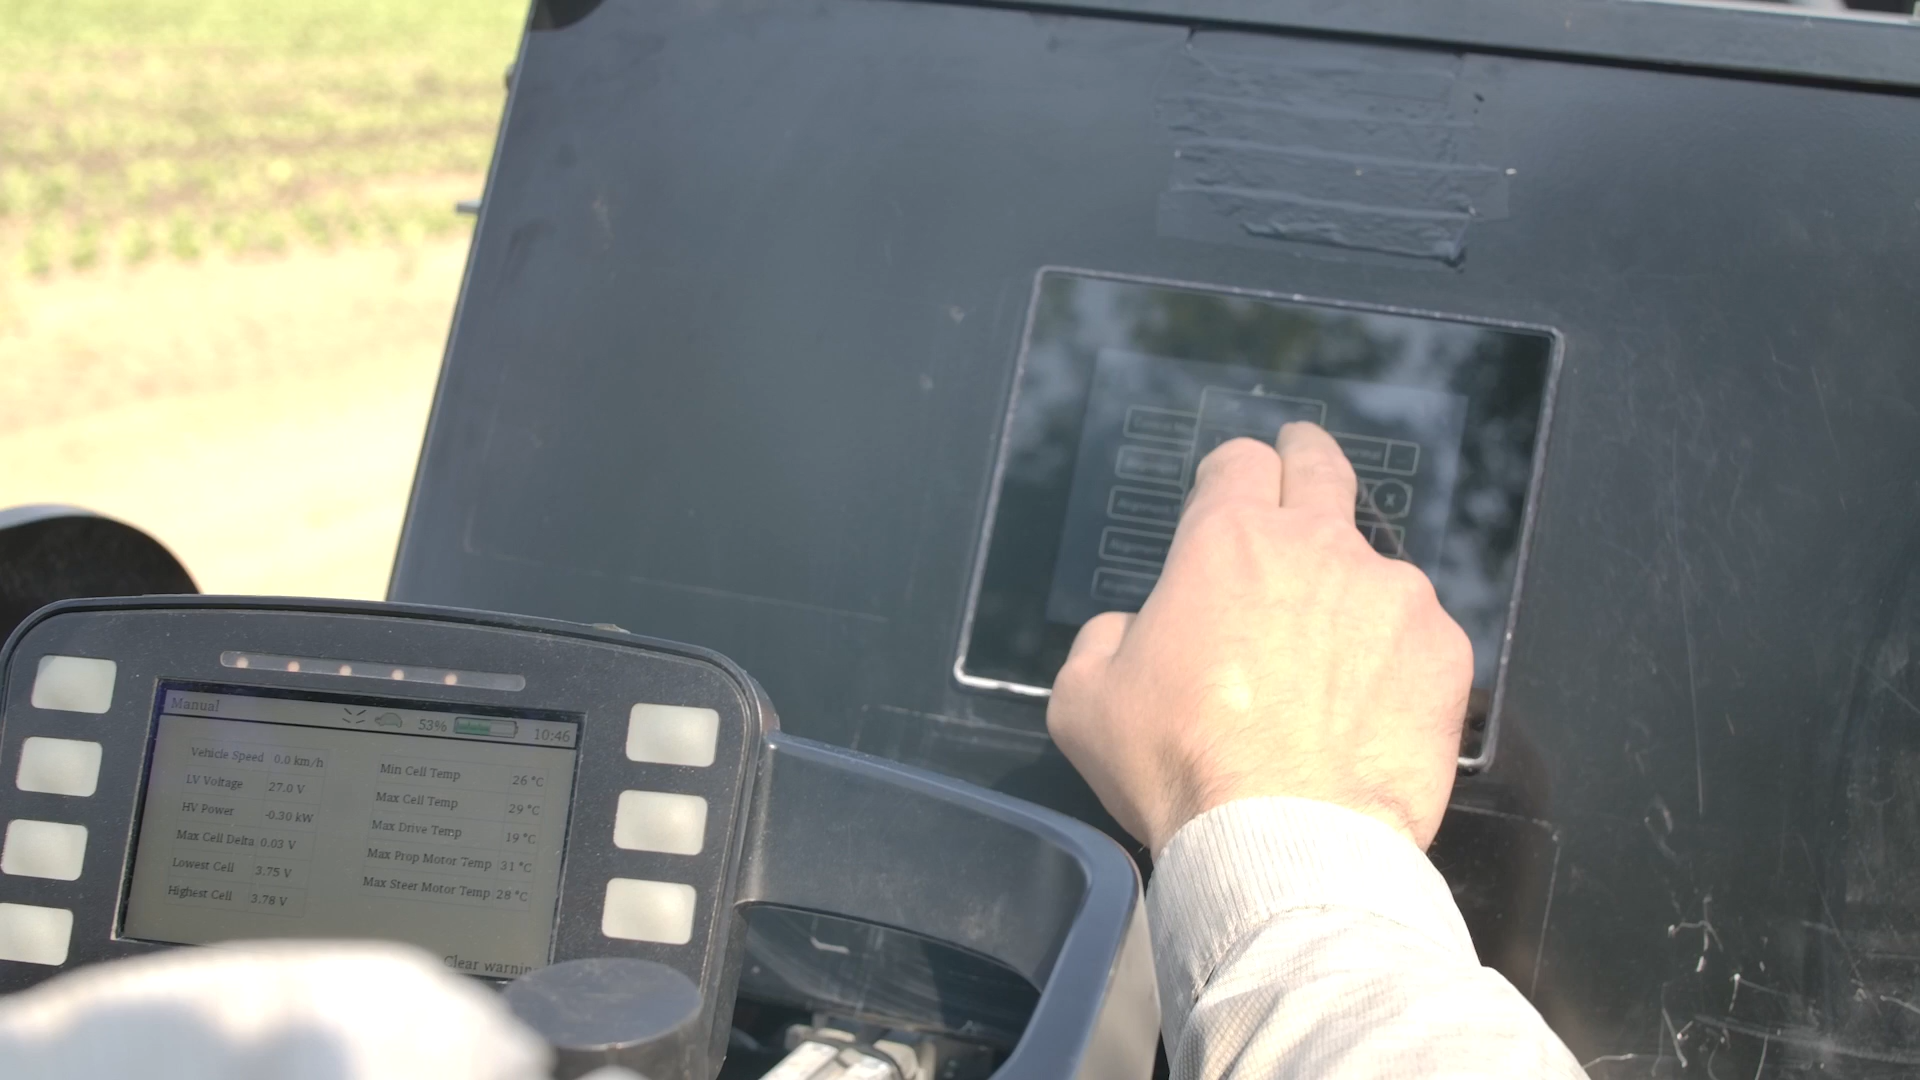 Manual
53%
10:46
Vehicle Speed 0.0 km/h
LV Voltage 27.0 V
HV Power -0.30 kW
Max Cell Delta 0.03 V
Lowest Cell 3.75 V
Highest Cell 3.78 V
Min Cell Temp 26 °C
Max Cell Temp 29 °C
Max Drive Temp 19 °C
Max Prop Motor Temp 31 °C
Max Steer Motor Temp 28 °C
Clear warnin
X